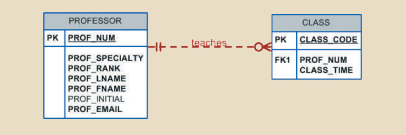 PROFESSOR
PK PROF_NUM
PROF_SPECIALTY
PROF_RANK
PROF_LNAME
PROF_FNAME
PROF_INITIAL
PROF_EMAIL
teaches
CLASS
PK CLASS_CODE
FK1 PROF_NUM
CLASS_TIME